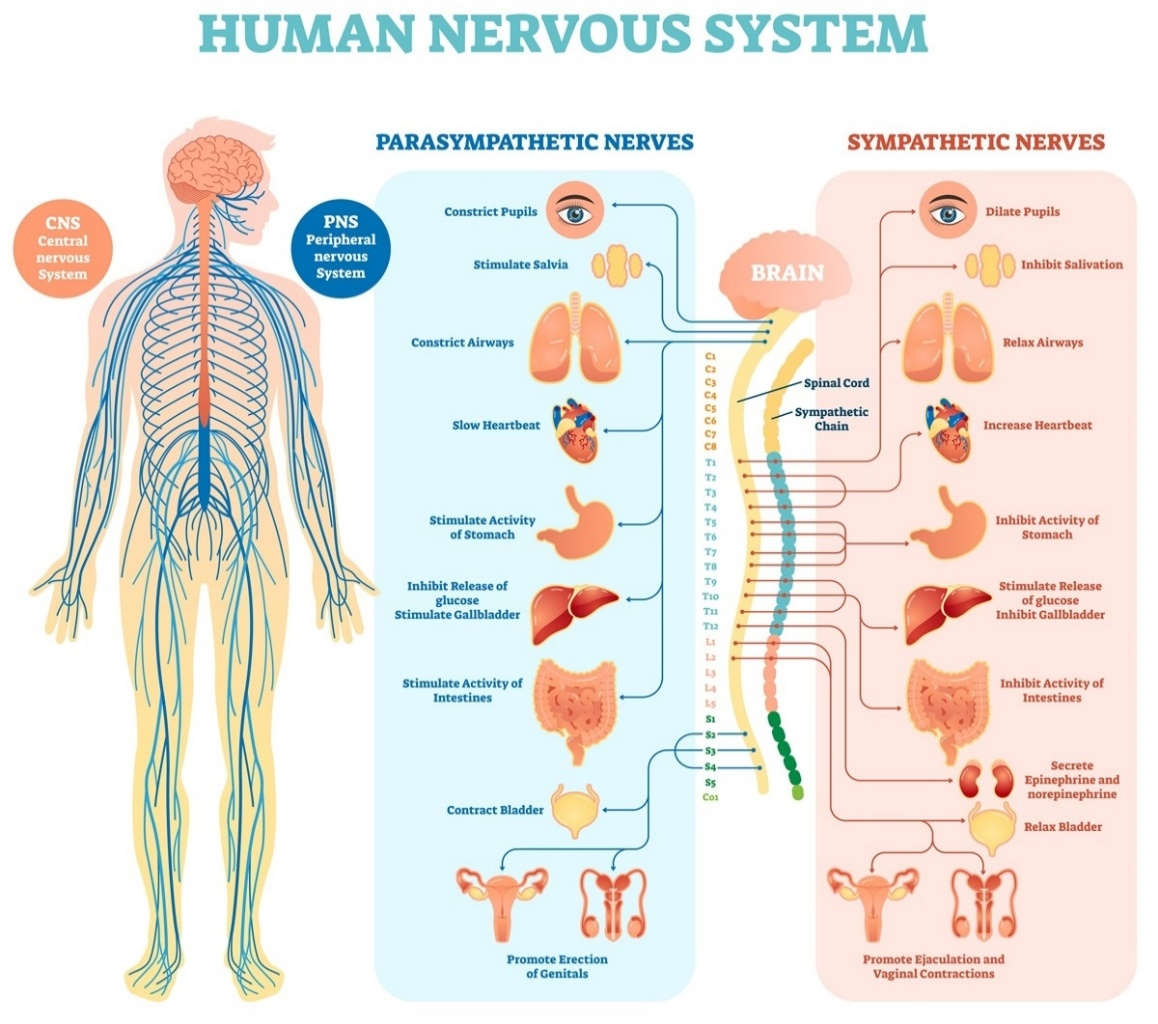 HUMAN NERVOUS SYSTEM
CNS
Central
nervous
System
PNS
Peripheral
nervous
System
PARASYMPATHETIC NERVES
Constrict Pupils
Stimulate Salvia
Constrict Airways
Slow Heartbeat
Stimulate Activity
of Stomach
Inhibit Release of
glucose
Stimulate Gallbladder
Stimulate Activity of
Intestines
Contract Bladder
Promote Erection
of Genitals
BRAIN
C1
C2
C3
C4
C5
C6
C7
C8
T1
T2
T3
T4
T5
T6
T7
T8
T9
T10
T11
T12
L1
L2
L3
L4
L5
S1
S2
S3
S4
S5
Co1
Spinal Cord
Sympathetic
Chain
SYMPATHETIC NERVES
Dilate Pupils
Inhibit Salivation
Relax Airways
Increase Heartbeat
Inhibit Activity of
Stomach
Stimulate Release
of glucose
Inhibit Gallbladder
Inhibit Activity of
Intestines
Secrete
Epinephrine and
norepinephrine
Relax Bladder
Promote Ejaculation and
Vaginal Contractions